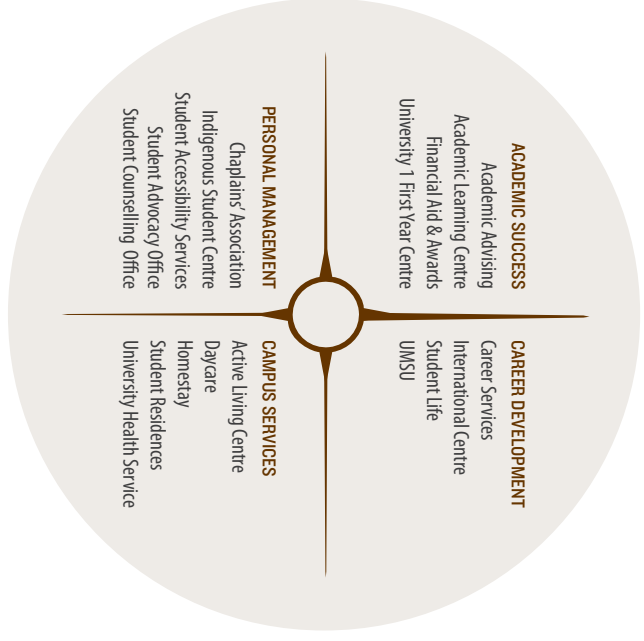 ACADEMIC SUCCESS
Academic Advising
Academic Learning Centre
Financial Aid & Awards
University 1 First Year Centre
CAREER DEVELOPMENT
Career Services
International Centre
Student Life
UMSU
PERSONAL MANAGEMENT
Chaplains’ Association
Indigenous Student Centre
Student Accessibility Services
Student Advocacy Office
Student Counselling Office
CAMPUS SERVICES
Active Living Centre
Daycare
Homestay
Student Residences
University Health Service